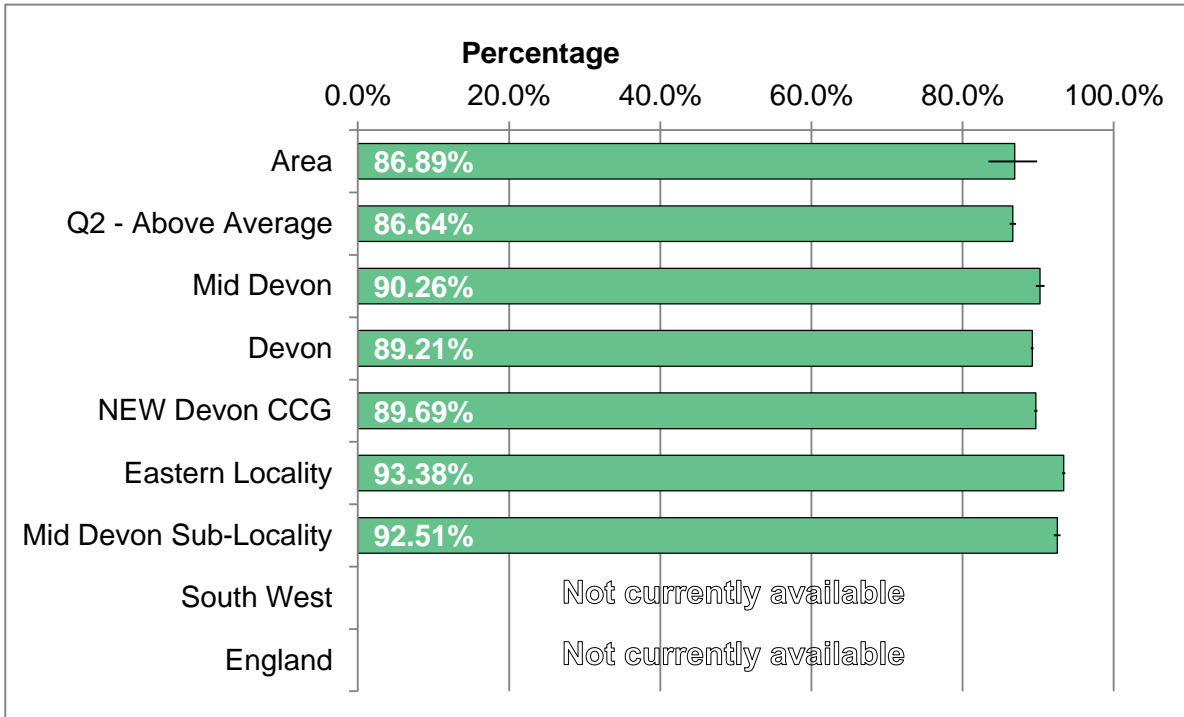 Percentage
0.0% 20.0% 40.0% 60.0% 80.0% 100.0%
Area 86.89%
Q2 - Above Average 86.64%
Mid Devon 90.26%
Devon 89.21%
NEW Devon CCG 89.69%
Eastern Locality 93.38%
Mid Devon Sub-Locality 92.51%
South West Not currently available
England Not currently available